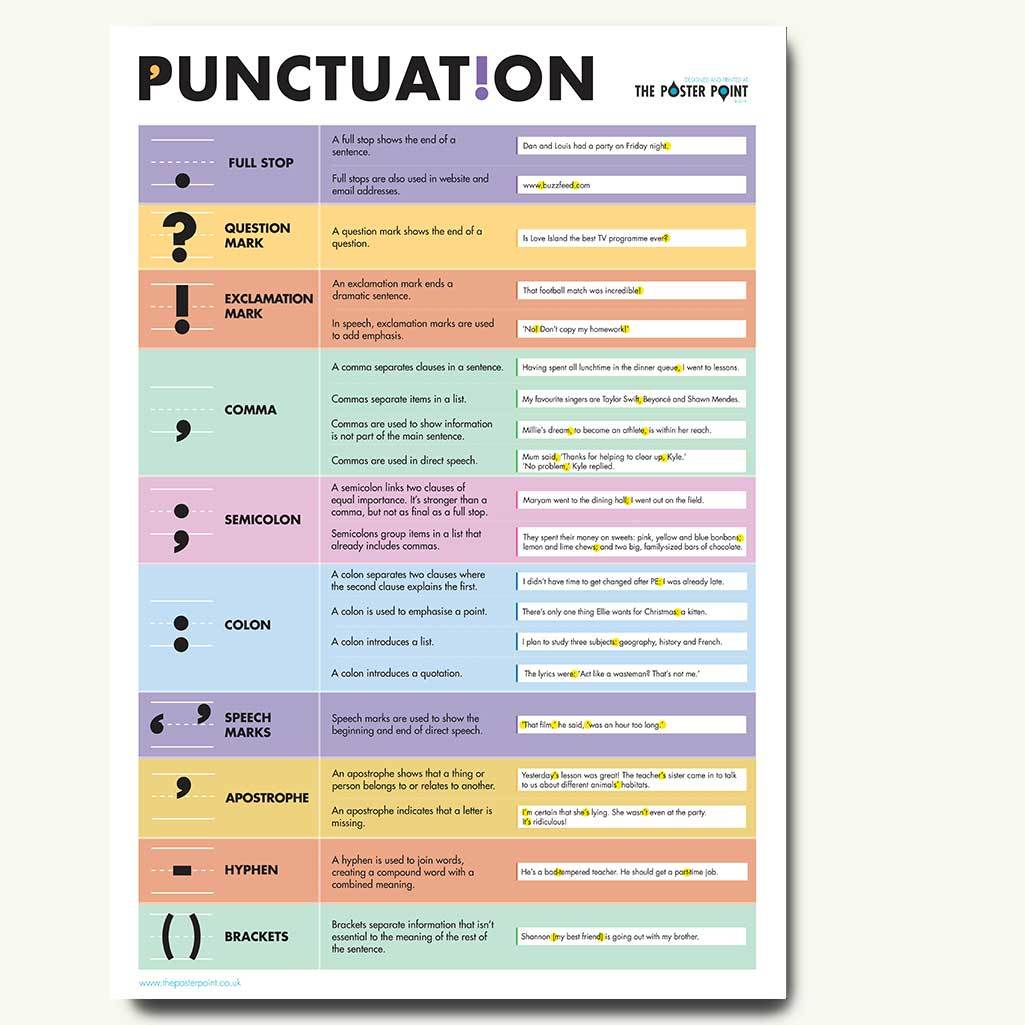 PUNCTUAT!ON
DESIGNED AND PRINTED AT
THE POSTER POINT
FULL STOP
A full stop shows the end of a
sentence.
Dan and Louis had a party on Friday night.
Full stops are also used in website and
email addresses.
www.buzzfeed.com
?
QUESTION
MARK
A question mark shows the end of a
question.
Is Love Island the best TV programme ever?
!
EXCLAMATION
MARK
An exclamation mark ends a
dramatic sentence.
That football match was incredible!
In speech, exclamation marks are used
to add emphasis.
'No! Don't copy my homework!'
,
COMMA
A comma separates clauses in a sentence.
Having spent all lunchtime in the dinner queue, I went to lessons.
Commas separate items in a list.
My favourite singers are Taylor Swift, Beyoncé and Shawn Mendes.
Commas are used to show information
is not part of the main sentence.
Millie's dream, to become an athlete, is within her reach.
Commas are used in direct speech.
Mum said, 'Thanks for helping to clear up, Kyle.'
'No problem,' Kyle replied.
;
SEMICOLON
A semicolon links two clauses of
equal importance. It's stronger than a
comma, but not as final as a full stop.
Maryam went to the dining hall; I went out on the field.
Semicolons group items in a list that
already includes commas.
They spent their money on sweets: pink, yellow and blue bonbons;
lemon and lime chews; and two big, family-sized bars of chocolate.
:
COLON
A colon separates two clauses where
the second clause explains the first.
I didn't have time to get changed after PE: I was already late.
A colon is used to emphasise a point.
There's only one thing Ellie wants for Christmas: a kitten.
A colon introduces a list.
I plan to study three subjects: geography, history and French.
A colon introduces a quotation.
The lyrics were: 'Act like a wasteman? That's not me.'
‘ ’
SPEECH
MARKS
Speech marks are used to show the
beginning and end of direct speech.
'That film,' he said, 'was an hour too long.'
’
APOSTROPHE
An apostrophe shows that a thing or
person belongs to or relates to another.
Yesterday's lesson was great! The teacher's sister came in to talk
to us about different animals' habitats.
An apostrophe indicates that a letter is
missing.
I'm certain that she's lying. She wasn't even at the party.
It's ridiculous!
-
HYPHEN
A hyphen is used to join words,
creating a compound word with a
combined meaning.
He's a bad-tempered teacher. He should get a part-time job.
( )
BRACKETS
Brackets separate information that isn't
essential to the meaning of the rest of
the sentence.
Shannon (my best friend) is going out with my brother.
www.theposterpoint.co.uk